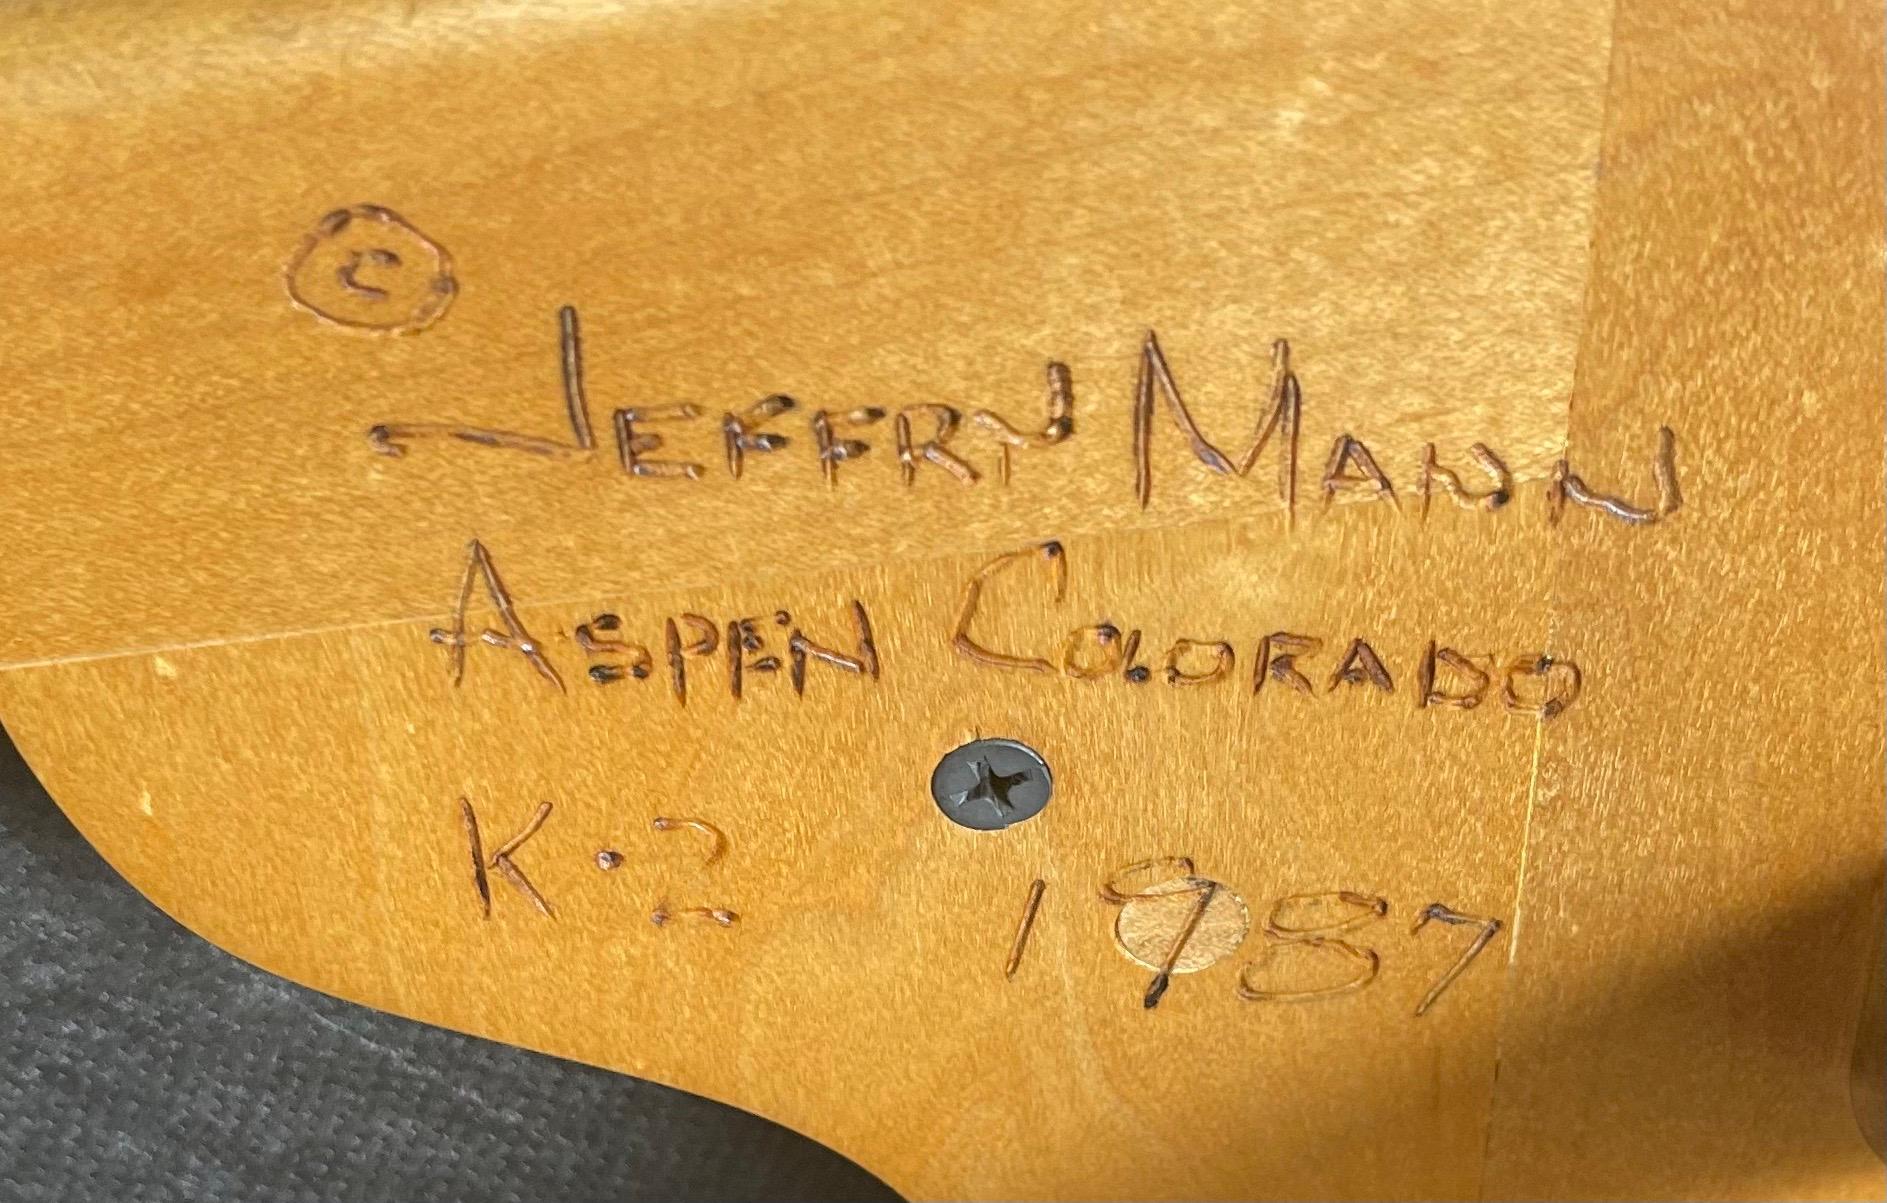 © JEFFRY MANN
ASPEN COLORADO
K·2 1987